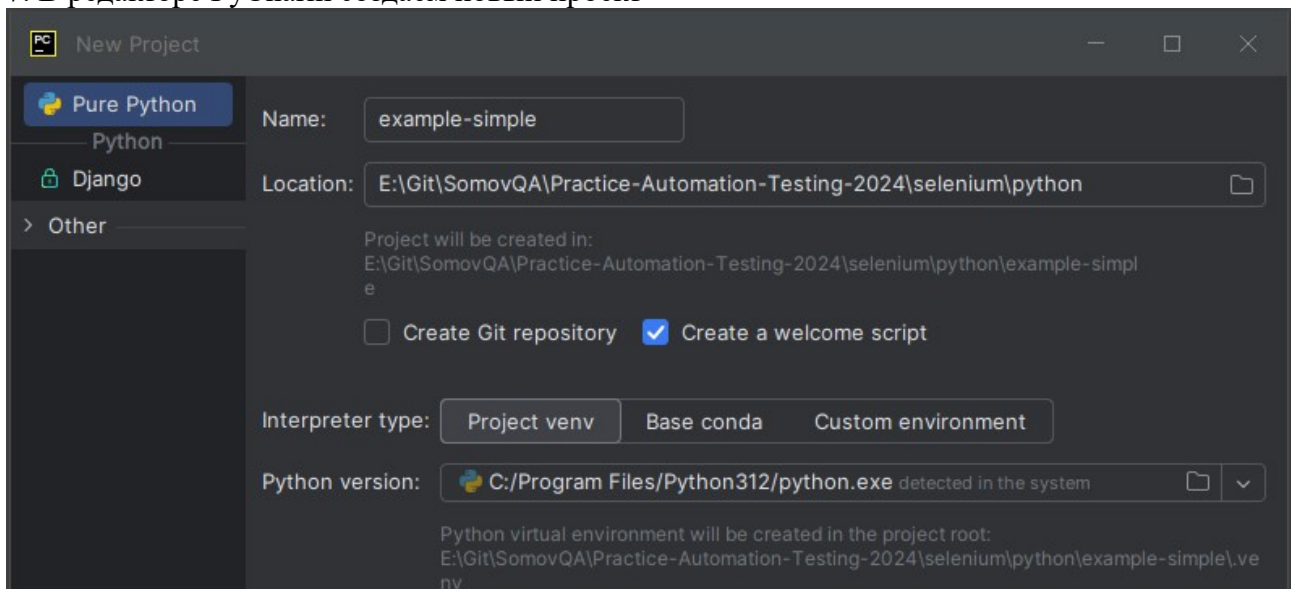 PC New Project
Pure Python
Name: example-simple
Python
Django
Location: E:\Git\SomovQA\Practice-Automation-Testing-2024\selenium\python
Other
Project will be created in:
E:\Git\SomovQA\Practice-Automation-Testing-2024\selenium\python\example-simpl
e
Create Git repository Create a welcome script
Interpreter type: Project venv Base conda Custom environment
Python version: C:/Program Files/Python312/python.exe detected in the system
Python virtual environment will be created in the project root:
E:\Git\SomovQA\Practice-Automation-Testing-2024\selenium\python\example-simple\.ve
nv